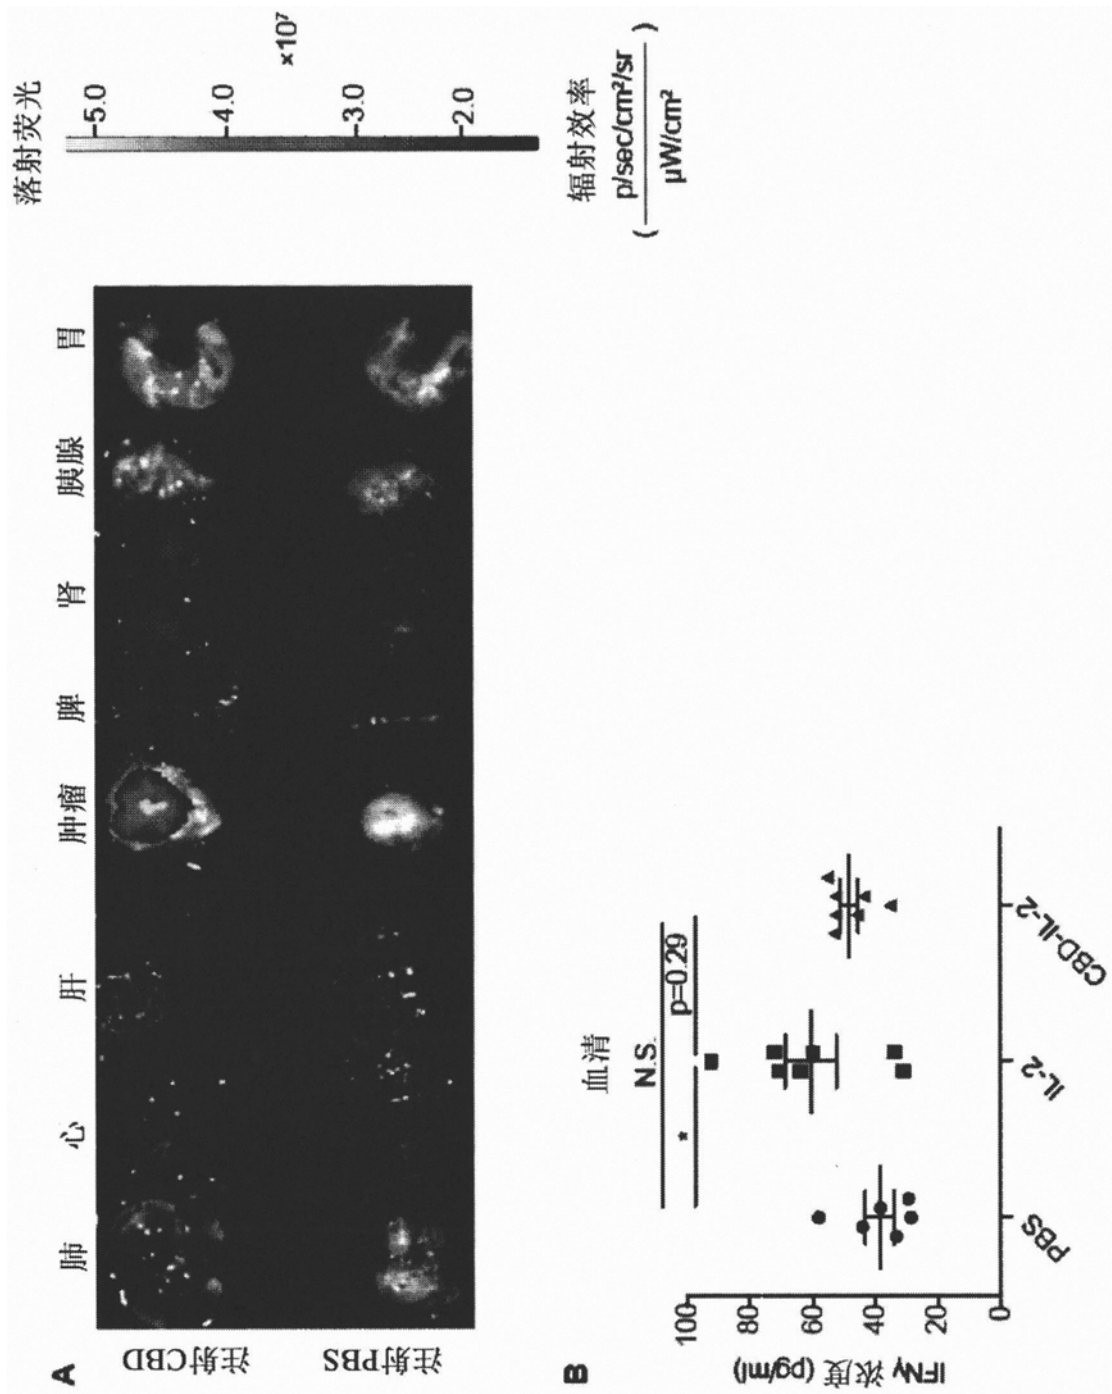 A
肺 心 肝 肿瘤 脾 肾 胰腺 胃
注射CBD
注射PBS
落射荧光
5.0
4.0
×10⁷
3.0
2.0
辐射效率
( p/sec/cm²/sr
µW/cm² )
B
血清
N.S.
* p=0.29
IFNγ 浓度 (pg/ml)
100
80
60
40
20
0
PBS IL-2 CBD-IL-2